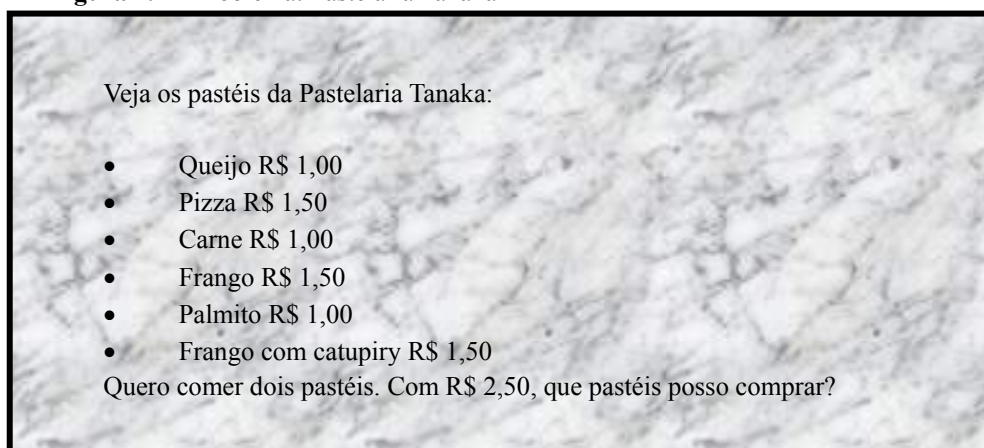 Veja os pastéis da Pastelaria Tanaka:
• Queijo R$ 1,00
• Pizza R$ 1,50
• Carne R$ 1,00
• Frango R$ 1,50
• Palmito R$ 1,00
• Frango com catupiry R$ 1,50
Quero comer dois pastéis. Com R$ 2,50, que pastéis posso comprar?